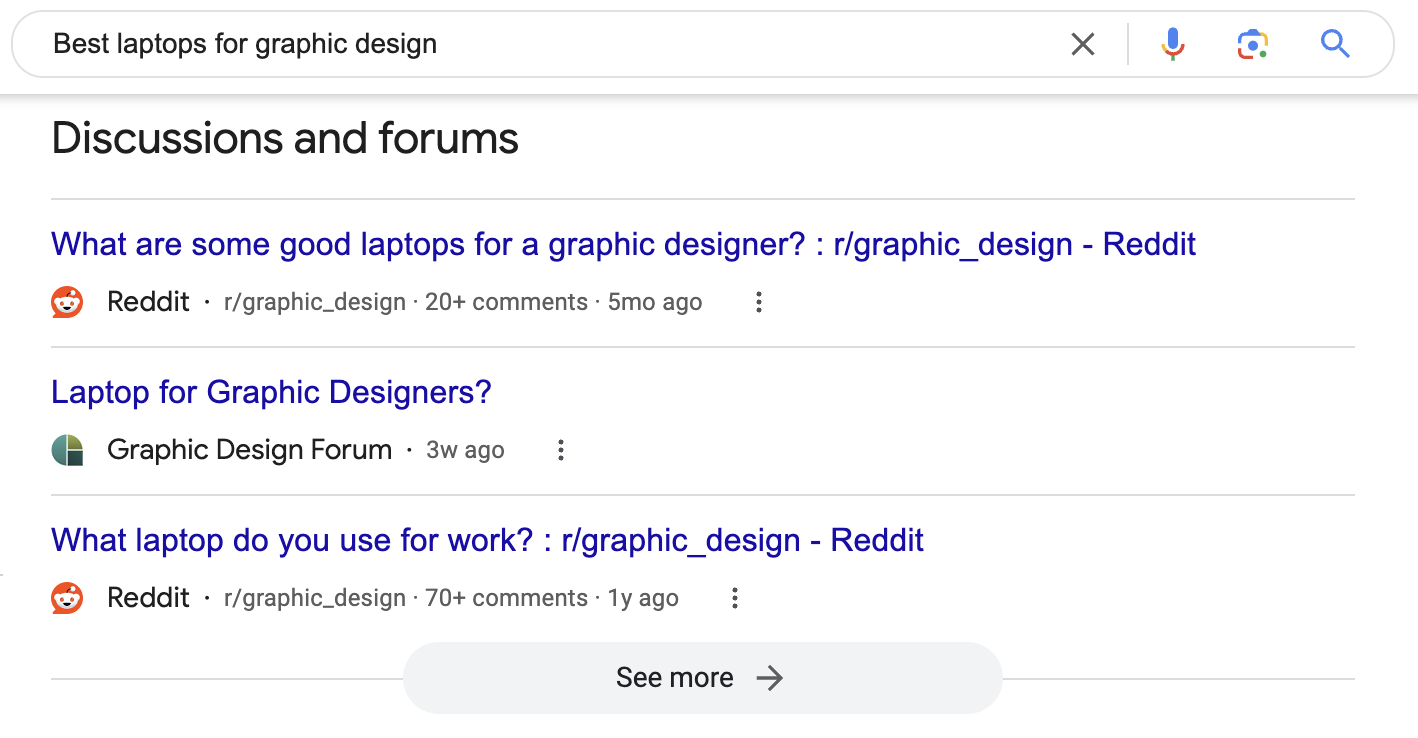 Best laptops for graphic design
Discussions and forums
What are some good laptops for a graphic designer? : r/graphic_design - Reddit
Reddit · r/graphic_design · 20+ comments · 5mo ago
Laptop for Graphic Designers?
Graphic Design Forum · 3w ago
What laptop do you use for work? : r/graphic_design - Reddit
Reddit · r/graphic_design · 70+ comments · 1y ago
See more